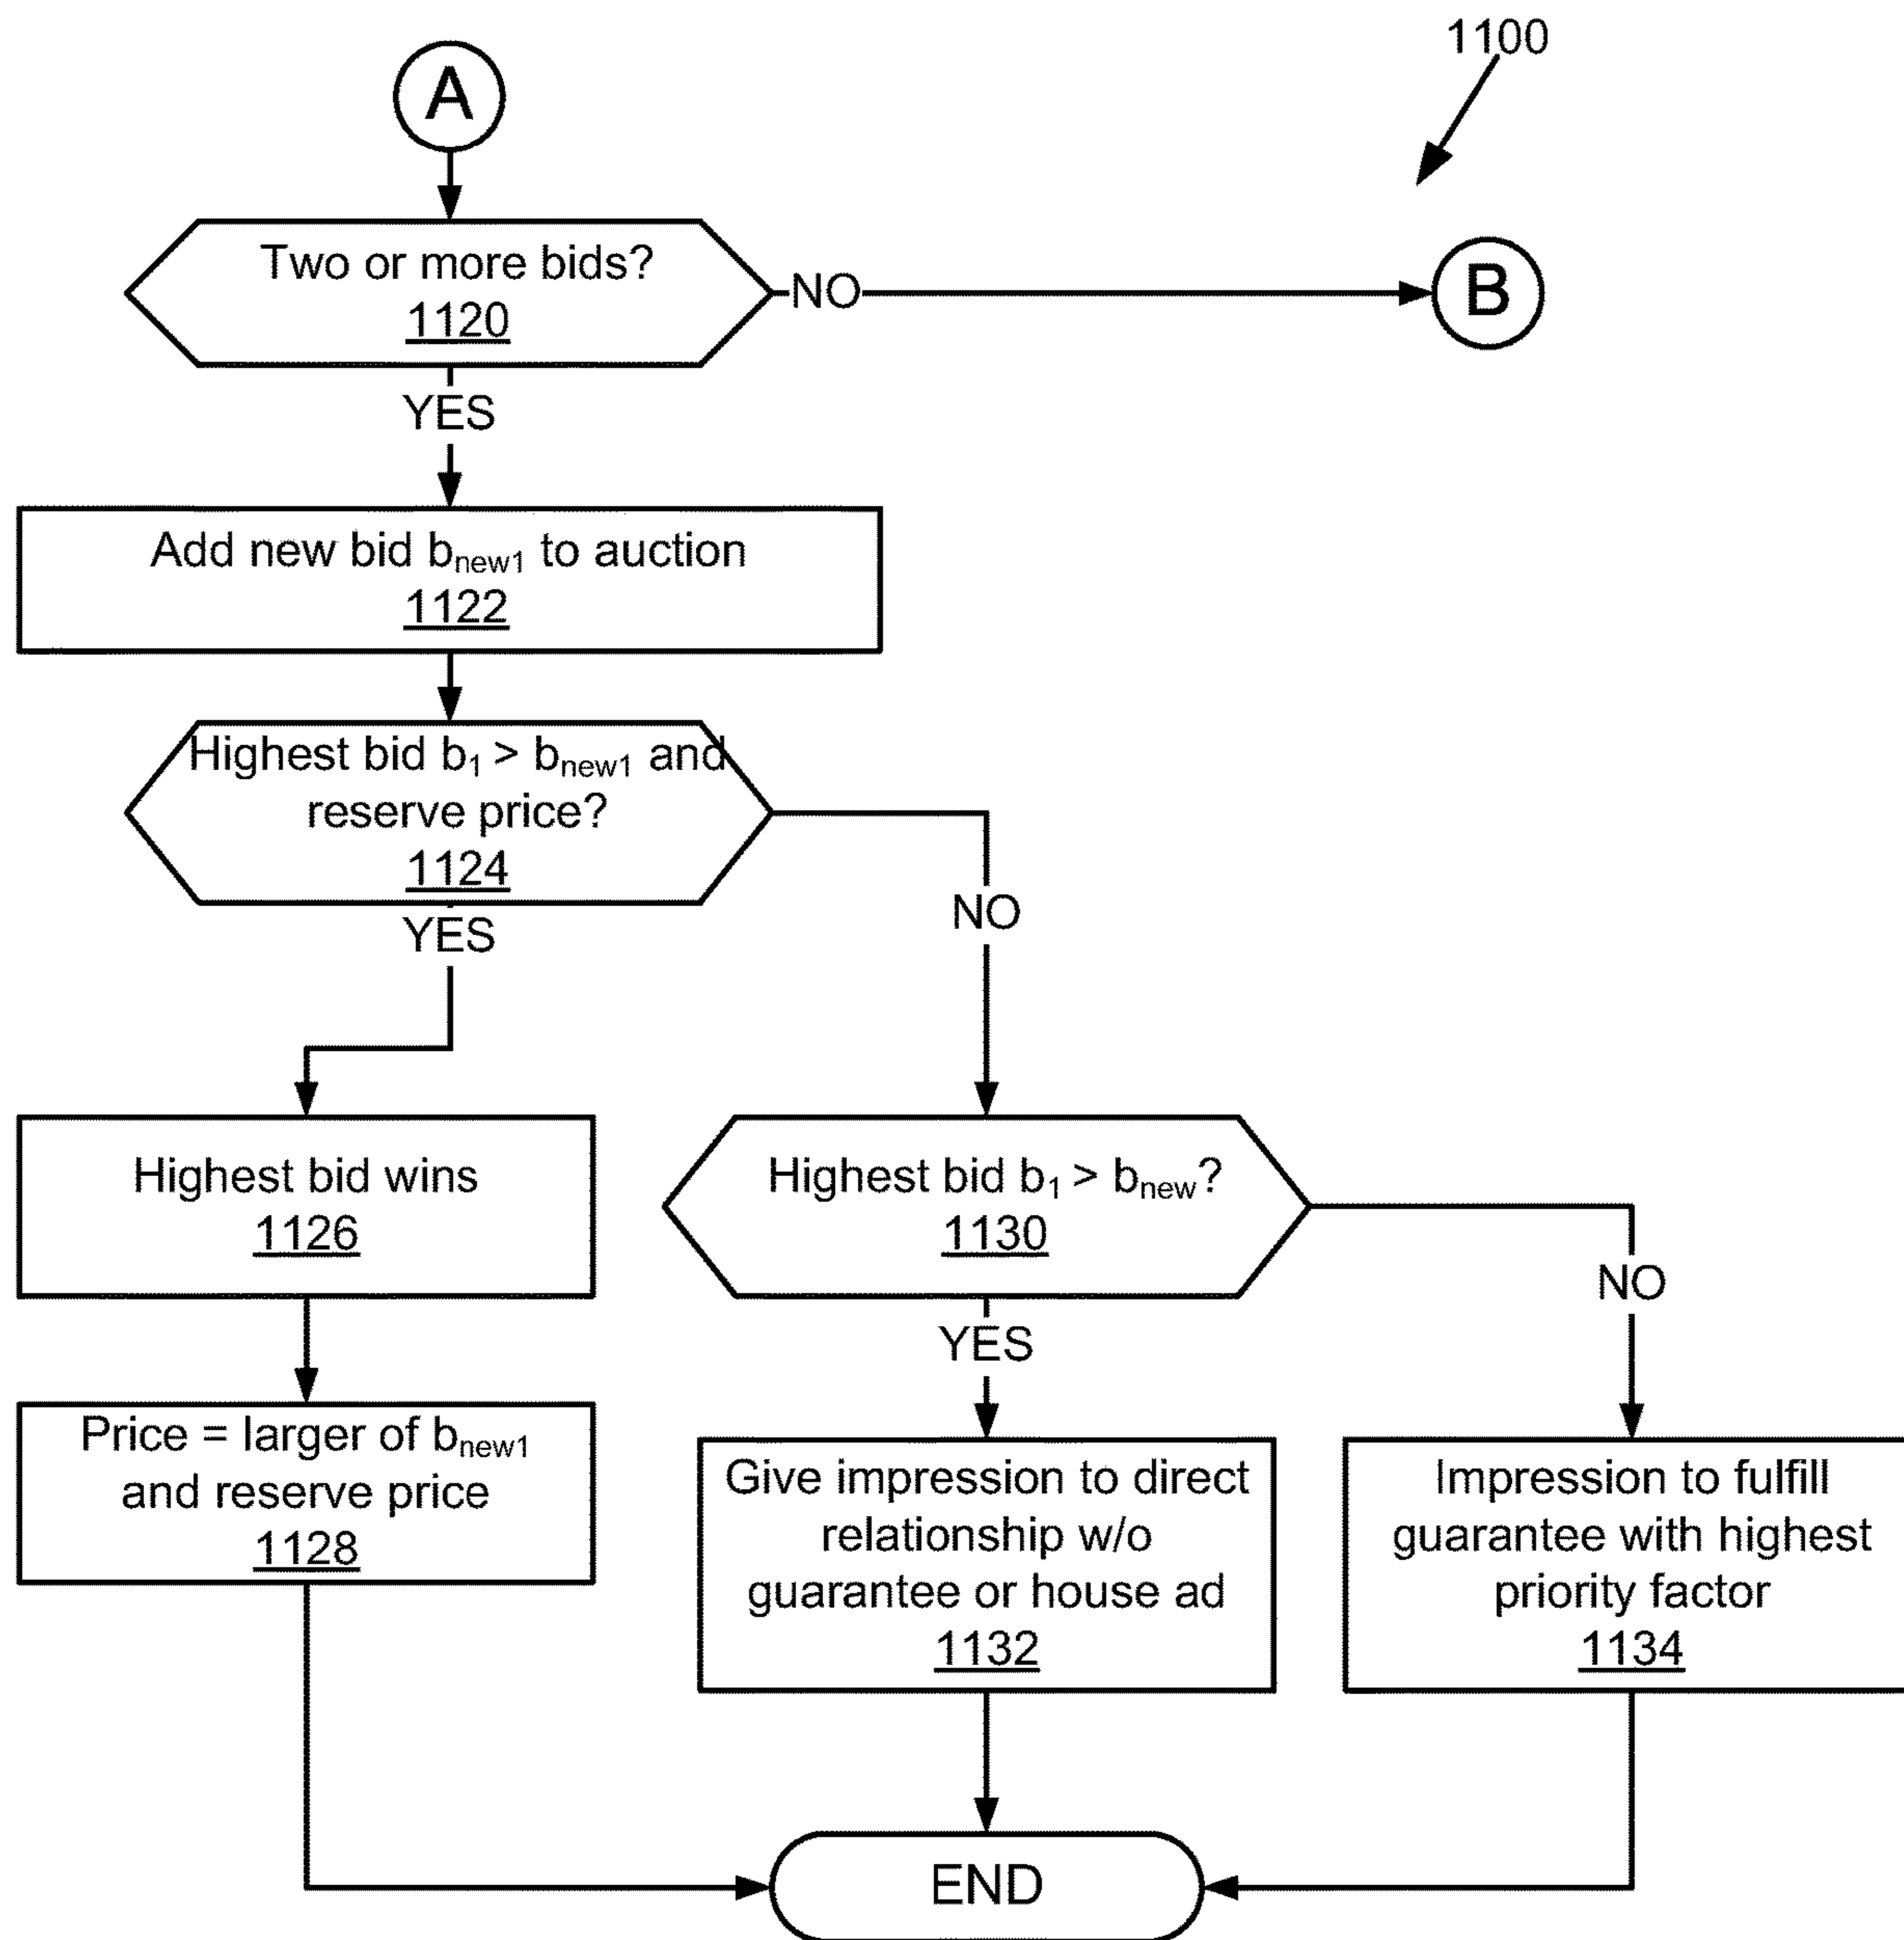 1100
A
Two or more bids?
1120
NO
B
YES
Add new bid bnew1 to auction
1122
Highest bid b1 > bnew1 and
reserve price?
1124
YES
NO
Highest bid wins
1126
Highest bid b1 > bnew?
1130
NO
YES
Price = larger of bnew1
and reserve price
1128
Give impression to direct
relationship w/o
guarantee or house ad
1132
Impression to fulfill
guarantee with highest
priority factor
1134
END